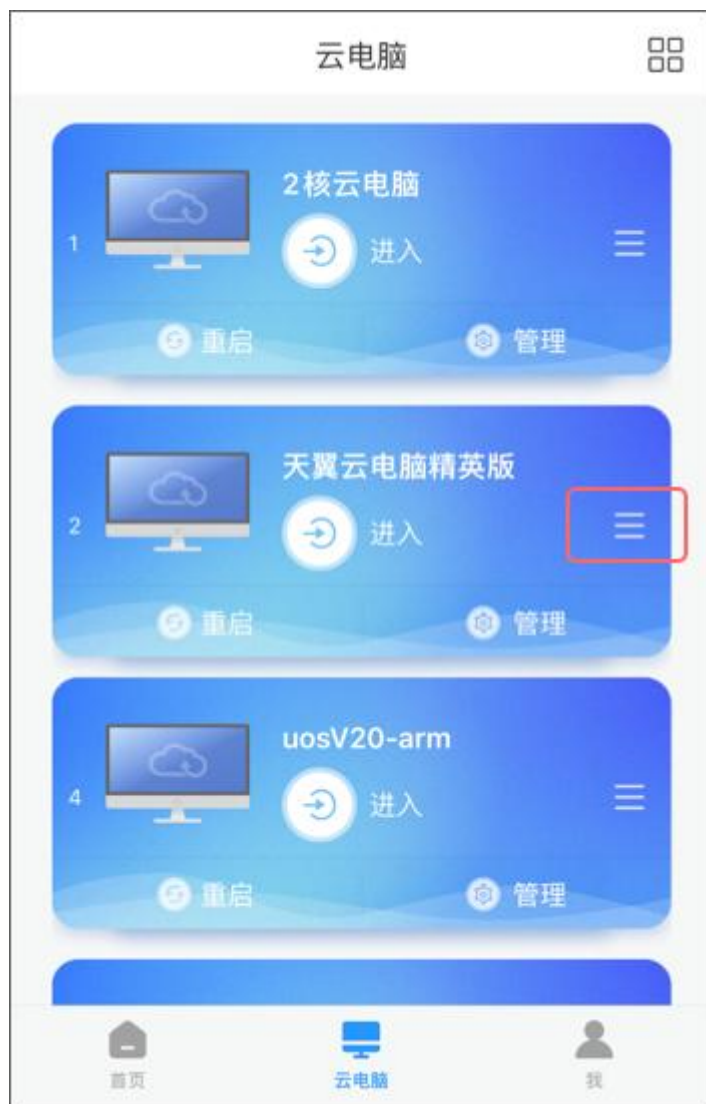 云电脑
2核云电脑
1
进入
重启 管理
天翼云电脑精英版
2
进入
重启 管理
uosV20-arm
4
进入
重启 管理
首页 云电脑 我